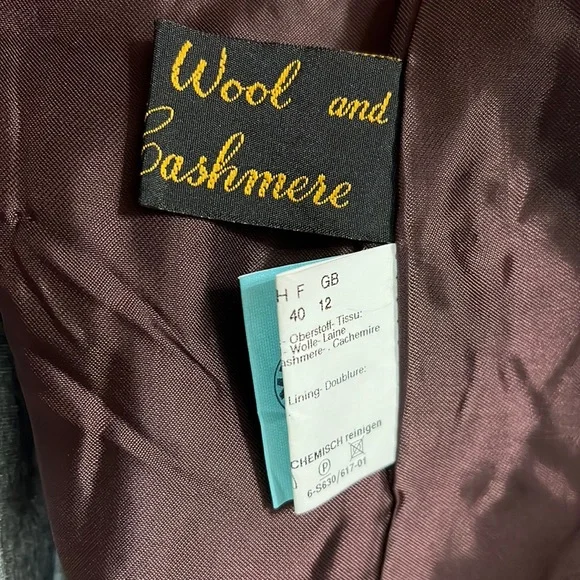 Wool and
Cashmere
H F GB
40 12
- Oberstoff- Tissu:
- Wolle- Laine
ashmere-, Cachemire
Lining: Doublure:
CHEMISCH reinigen
P
6-S630/617-01